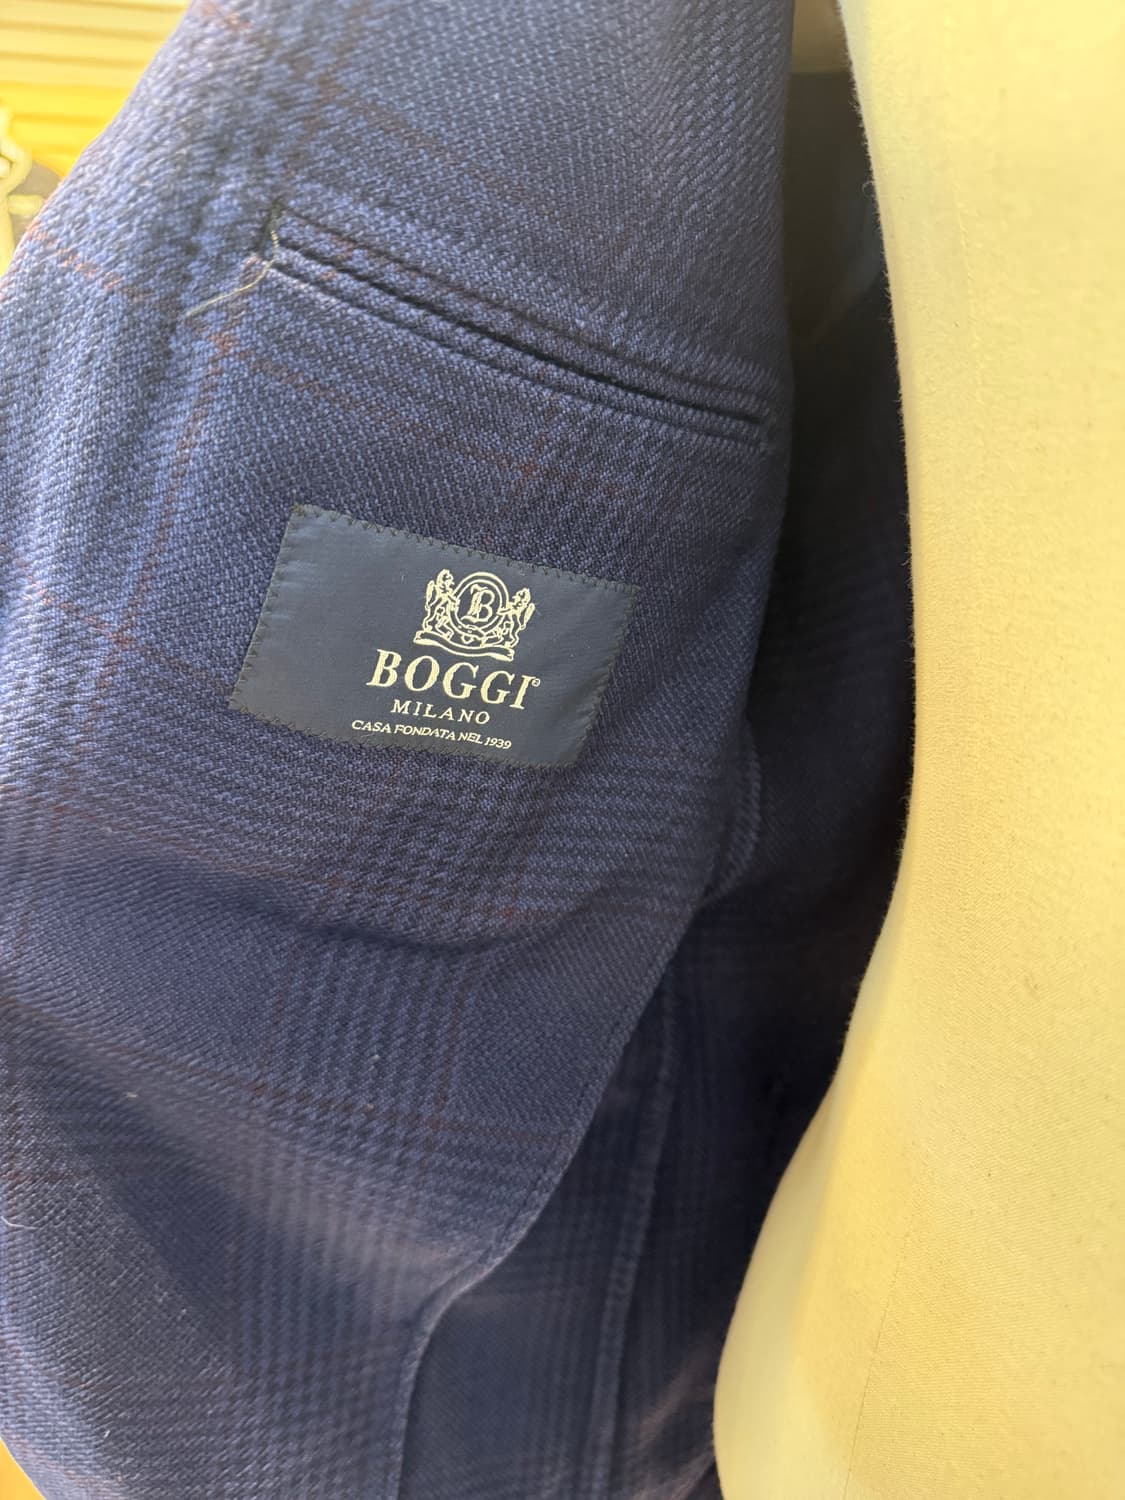 B
BOGGI®
MILANO
CASA FONDATA NEL 1939